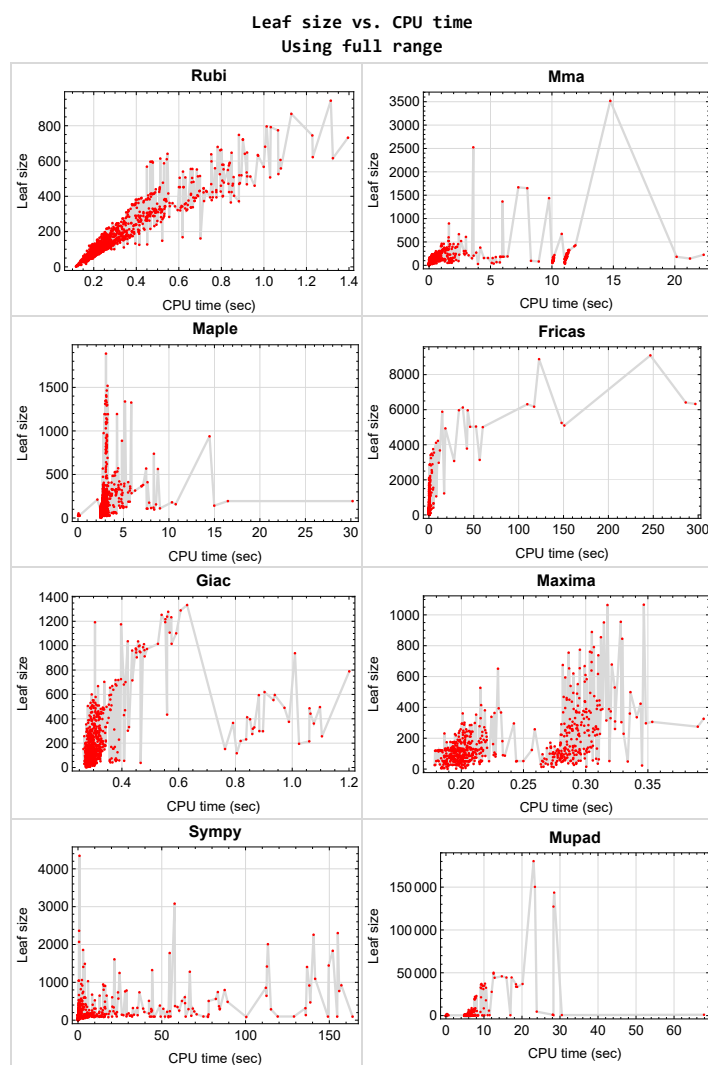 Leaf size vs. CPU time
Using full range
Rubi
Leaf size
800
600
400
200
0
0.2 0.4 0.6 0.8 1.0 1.2 1.4
CPU time (sec)
Mma
Leaf size
3500
3000
2500
2000
1500
1000
500
0
0 5 10 15 20
CPU time (sec)
Maple
Leaf size
1500
1000
500
0
0 5 10 15 20 25 30
CPU time (sec)
Fricas
Leaf size
8000
6000
4000
2000
0
0 50 100 150 200 250 300
CPU time (sec)
Giac
Leaf size
1400
1200
1000
800
600
400
200
0
0.4 0.6 0.8 1.0 1.2
CPU time (sec)
Maxima
Leaf size
1000
800
600
400
200
0
0.20 0.25 0.30 0.35
CPU time (sec)
Sympy
Leaf size
4000
3000
2000
1000
0
0 50 100 150
CPU time (sec)
Mupad
Leaf size
150 000
100 000
50 000
0
0 10 20 30 40 50 60
CPU time (sec)